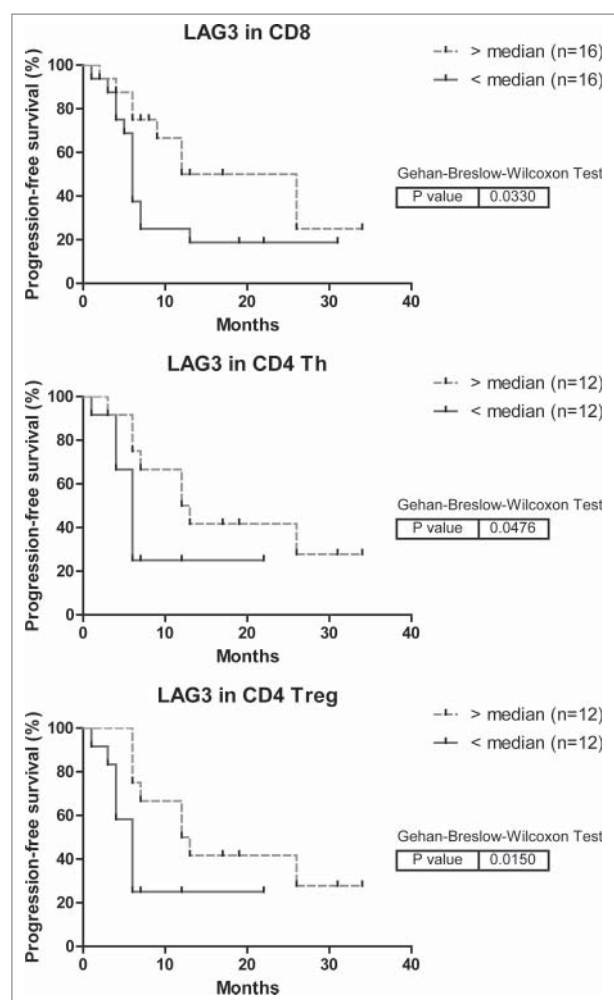 LAG3 in CD8
> median (n=16)
< median (n=16)
Gehan-Breslow-Wilcoxon Test
P value 0.0330
Progression-free survival (%)
100
80
60
40
20
0
0 10 20 30 40
Months
LAG3 in CD4 Th
> median (n=12)
< median (n=12)
Gehan-Breslow-Wilcoxon Test
P value 0.0476
Progression-free survival (%)
100
80
60
40
20
0
0 10 20 30 40
Months
LAG3 in CD4 Treg
> median (n=12)
< median (n=12)
Gehan-Breslow-Wilcoxon Test
P value 0.0150
Progression-free survival (%)
100
80
60
40
20
0
0 10 20 30 40
Months